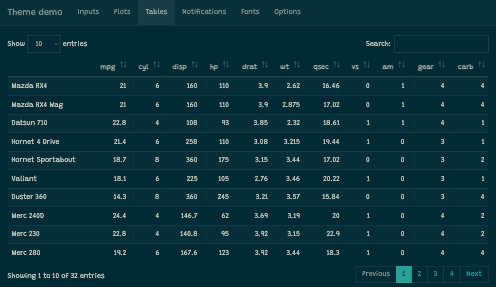 Theme demo Inputs Plots Tables Notifications Fonts Options
Show 10 entries Search:
mpg cyl disp hp drat wt qsec vs am gear carb
Mazda RX4 21 6 160 110 3.9 2.62 16.46 0 1 4 4
Mazda RX4 Wag 21 6 160 110 3.9 2.875 17.02 0 1 4 4
Datsun 710 22.8 4 108 93 3.85 2.32 18.61 1 1 4 1
Hornet 4 Drive 21.4 6 258 110 3.08 3.215 19.44 1 0 3 1
Hornet Sportabout 18.7 8 360 175 3.15 3.44 17.02 0 0 3 2
Valiant 18.1 6 225 105 2.76 3.46 20.22 1 0 3 1
Duster 360 14.3 8 360 245 3.21 3.57 15.84 0 0 3 4
Merc 240D 24.4 4 146.7 62 3.69 3.19 20 1 0 4 2
Merc 230 22.8 4 140.8 95 3.92 3.15 22.9 1 0 4 2
Merc 280 19.2 6 167.6 123 3.92 3.44 18.3 1 0 4 4
Showing 1 to 10 of 32 entries Previous 1 2 3 4 Next